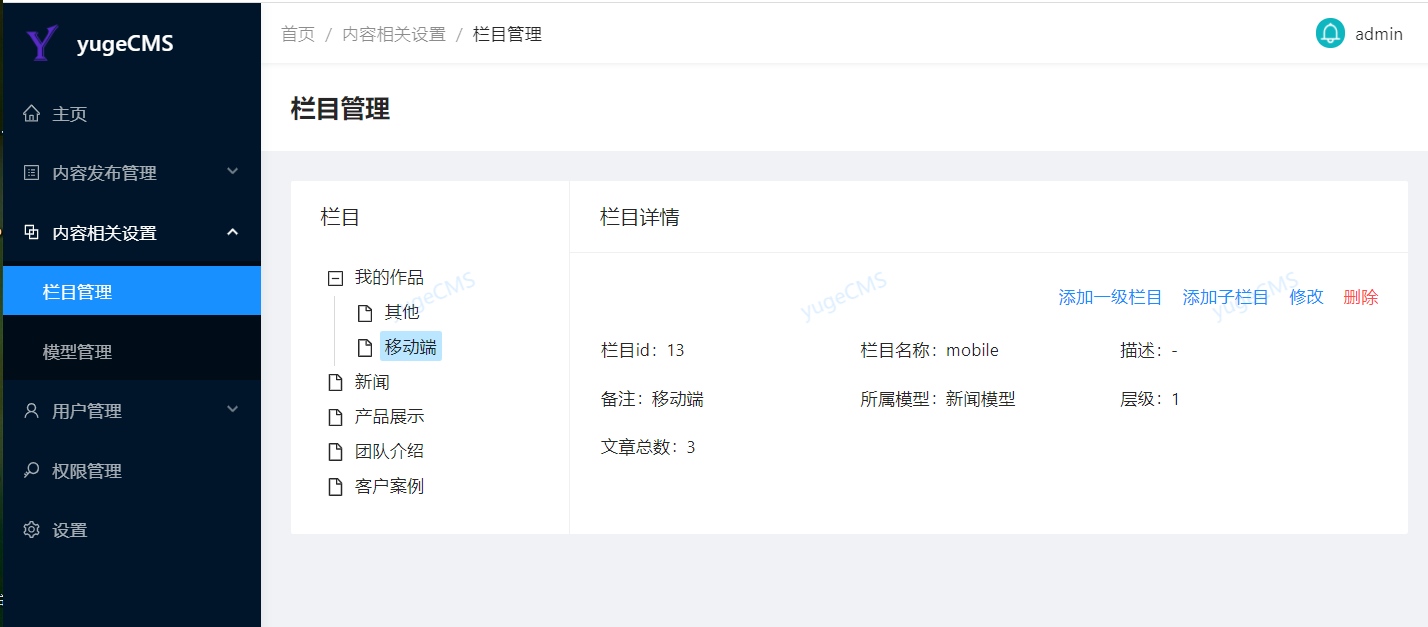 yugeCMS
主页
内容发布管理
内容相关设置
栏目管理
模型管理
用户管理
权限管理
设置
首页 / 内容相关设置 / 栏目管理
admin
栏目管理
栏目
我的作品
其他
移动端
新闻
产品展示
团队介绍
客户案例
栏目详情
添加一级栏目 添加子栏目 修改 删除
栏目id：13 栏目名称：mobile 描述：-
备注：移动端 所属模型：新闻模型 层级：1
文章总数：3
yugeCMS
yugeCMS
yugeCMS